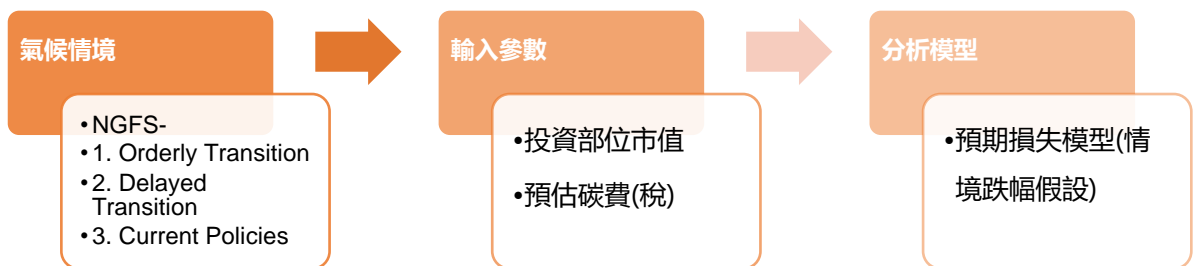 氣候情境
•NGFS-
•1. Orderly Transition
•2. Delayed
Transition
•3. Current Policies
輸入參數
•投資部位市值
•預估碳費(稅)
分析模型
•預期損失模型(情
境跌幅假設)